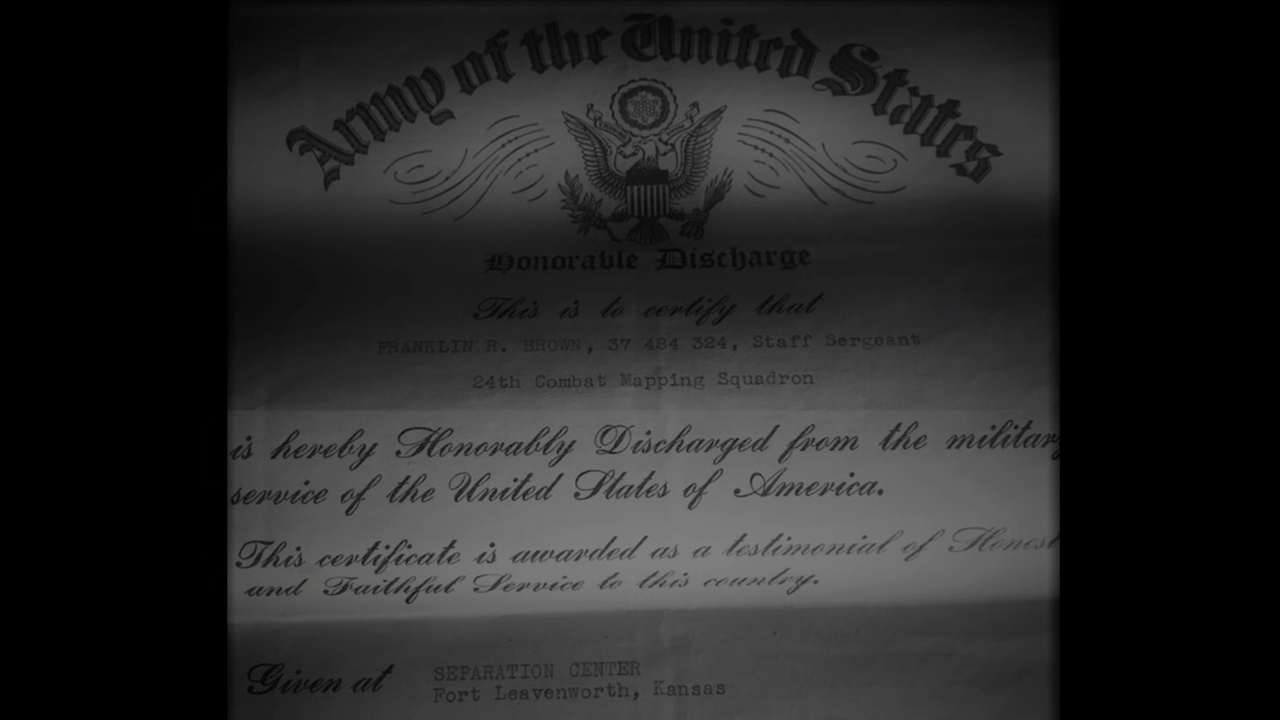 Army of the United States
Honorable Discharge
This is to certify that
FRANKLIN R. BROWN, 37 484 324, Staff Sergeant
24th Combat Mapping Squadron
is hereby Honorably Discharged from the military
service of the United States of America.
This certificate is awarded as a testimonial of Honest
and Faithful Service to this country.
Given at SEPARATION CENTER
Fort Leavenworth, Kansas